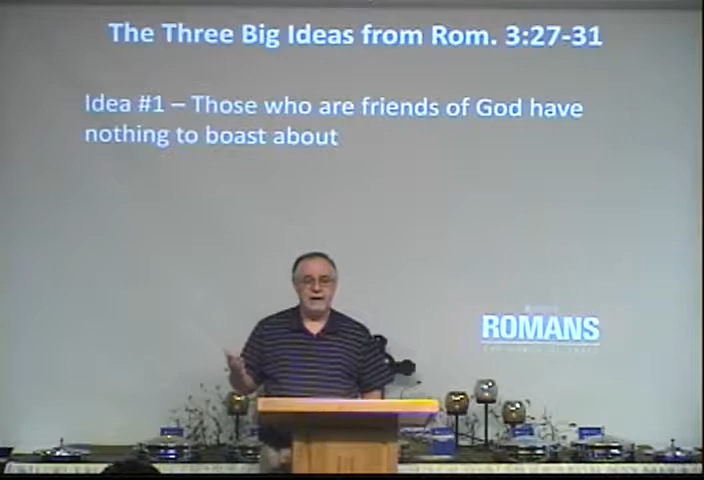 The Three Big Ideas from Rom. 3:27-31
Idea #1 – Those who are friends of God have
nothing to boast about
ROMANS